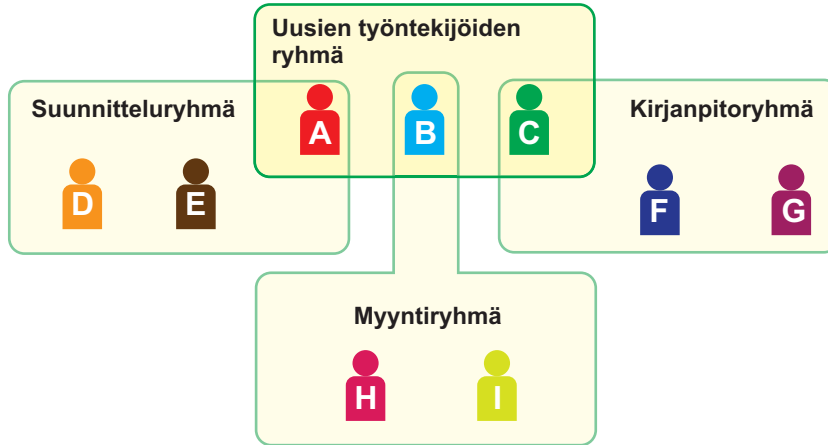 Uusien työntekijöiden
ryhmä
Suunnitteluryhmä
A
B
C
Kirjanpitoryhmä
D
E
F
G
Myyntiryhmä
H
I